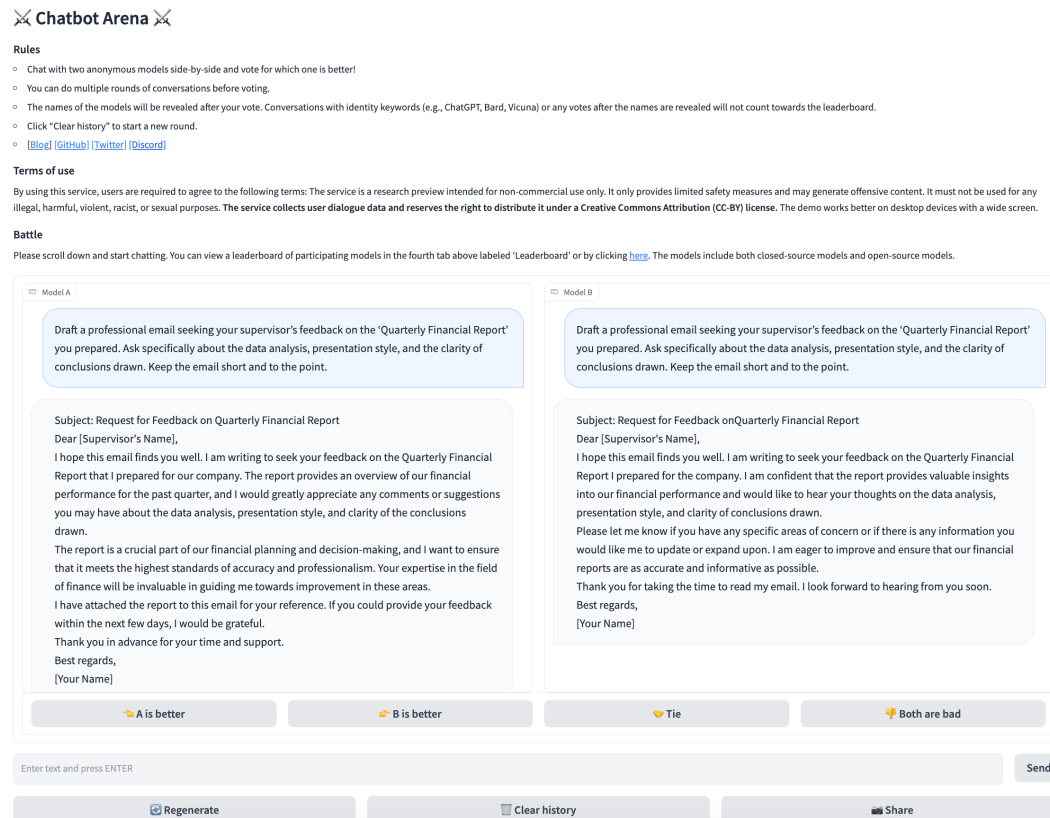 ⚔️ Chatbot Arena ⚔️
Rules
Chat with two anonymous models side-by-side and vote for which one is better!
You can do multiple rounds of conversations before voting.
The names of the models will be revealed after your vote. Conversations with identity keywords (e.g., ChatGPT, Bard, Vicuna) or any votes after the names are revealed will not count towards the leaderboard.
Click “Clear history” to start a new round.
[Blog] [GitHub] [Twitter] [Discord]
Terms of use
By using this service, users are required to agree to the following terms: The service is a research preview intended for non-commercial use only. It only provides limited safety measures and may generate offensive content. It must not be used for any
illegal, harmful, violent, racist, or sexual purposes. The service collects user dialogue data and reserves the right to distribute it under a Creative Commons Attribution (CC-BY) license. The demo works better on desktop devices with a wide screen.
Battle
Please scroll down and start chatting. You can view a leaderboard of participating models in the fourth tab above labeled ‘Leaderboard’ or by clicking here. The models include both closed-source models and open-source models.
Model A
Draft a professional email seeking your supervisor’s feedback on the ‘Quarterly Financial Report’
you prepared. Ask specifically about the data analysis, presentation style, and the clarity of
conclusions drawn. Keep the email short and to the point.
Subject: Request for Feedback on Quarterly Financial Report
Dear [Supervisor's Name],
I hope this email finds you well. I am writing to seek your feedback on the Quarterly Financial
Report that I prepared for our company. The report provides an overview of our financial
performance for the past quarter, and I would greatly appreciate any comments or suggestions
you may have about the data analysis, presentation style, and clarity of the conclusions
drawn.
The report is a crucial part of our financial planning and decision-making, and I want to ensure
that it meets the highest standards of accuracy and professionalism. Your expertise in the field
of finance will be invaluable in guiding me towards improvement in these areas.
I have attached the report to this email for your reference. If you could provide your feedback
within the next few days, I would be grateful.
Thank you in advance for your time and support.
Best regards,
[Your Name]
Model B
Draft a professional email seeking your supervisor’s feedback on the ‘Quarterly Financial Report’
you prepared. Ask specifically about the data analysis, presentation style, and the clarity of
conclusions drawn. Keep the email short and to the point.
Subject: Request for Feedback onQuarterly Financial Report
Dear [Supervisor's Name],
I hope this email finds you well. I am writing to seek your feedback on the Quarterly Financial
Report I prepared for the company. I am confident that the report provides valuable insights
into our financial performance and would like to hear your thoughts on the data analysis,
presentation style, and clarity of conclusions drawn.
Please let me know if you have any specific areas of concern or if there is any information you
would like me to update or expand upon. I am eager to improve and ensure that our financial
reports are as accurate and informative as possible.
Thank you for taking the time to read my email. I look forward to hearing from you soon.
Best regards,
[Your Name]
👈 A is better
👉 B is better
🤝 Tie
👎 Both are bad
Enter text and press ENTER
Send
🔄 Regenerate
🗑️ Clear history
📷 Share